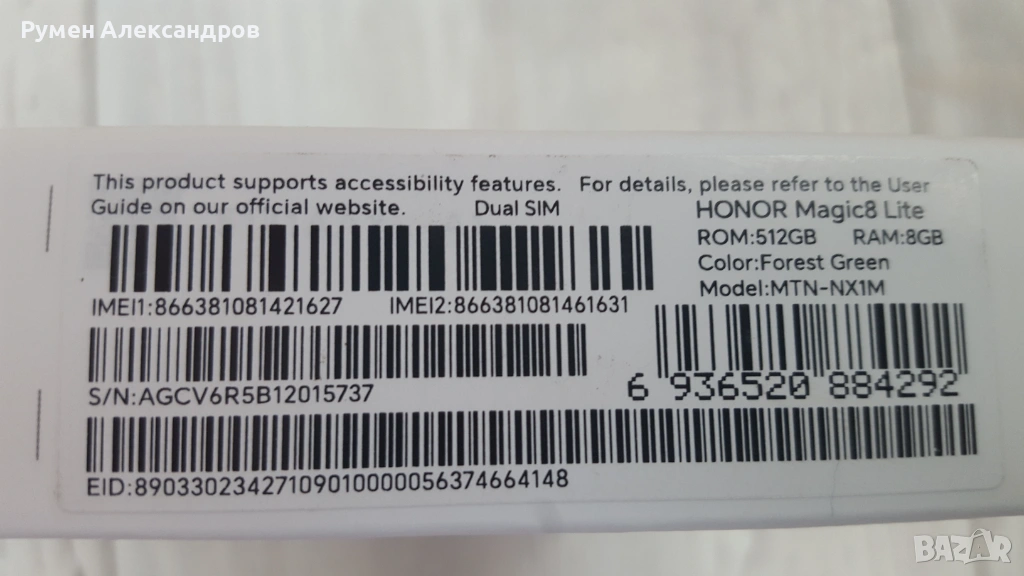 Румен Александров
This product supports accessibility features. For details, please refer to the User
Guide on our official website. Dual SIM HONOR Magic8 Lite
ROM:512GB RAM:8GB
Color:Forest Green
Model:MTN-NX1M
IMEI1:866381081421627 IMEI2:866381081461631
S/N:AGCV6R5B12015737
6 936520 884292
EID:89033023427109010000056374664148
BAZAR